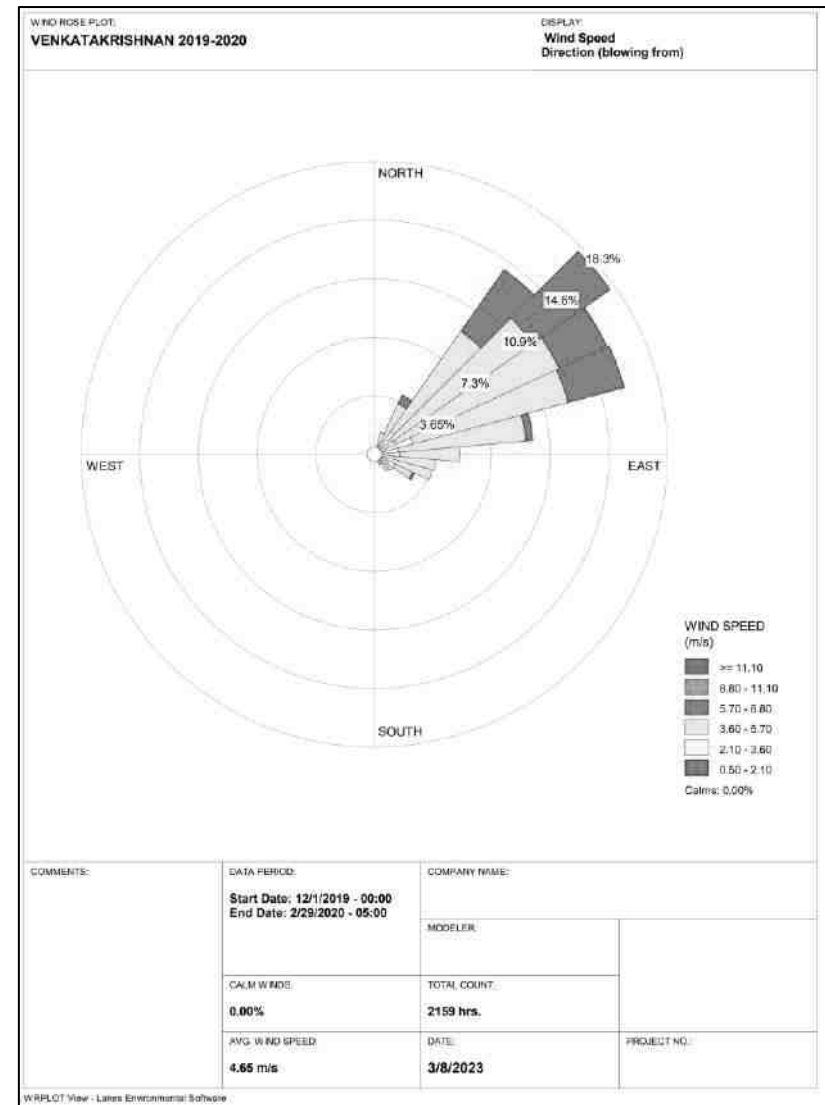 WIND ROSE PLOT:
VENKATAKRISHNAN 2019-2020
DISPLAY:
Wind Speed
Direction (blowing from)
NORTH
18.3%
14.6%
10.9%
7.3%
3.65%
WEST
EAST
SOUTH
WIND SPEED
(m/s)
>= 11.10
8.80 - 11.10
5.70 - 8.80
3.60 - 5.70
2.10 - 3.60
0.50 - 2.10
Calms: 0.00%
COMMENTS:
DATA PERIOD:
Start Date: 12/1/2019 - 00:00
End Date: 2/29/2020 - 05:00
COMPANY NAME:
MODELER:
CALM WINDS:
0.00%
TOTAL COUNT:
2159 hrs.
AVG. WIND SPEED:
4.65 m/s
DATE:
3/8/2023
PROJECT NO.:
WRPLOT View - Lakes Environmental Software